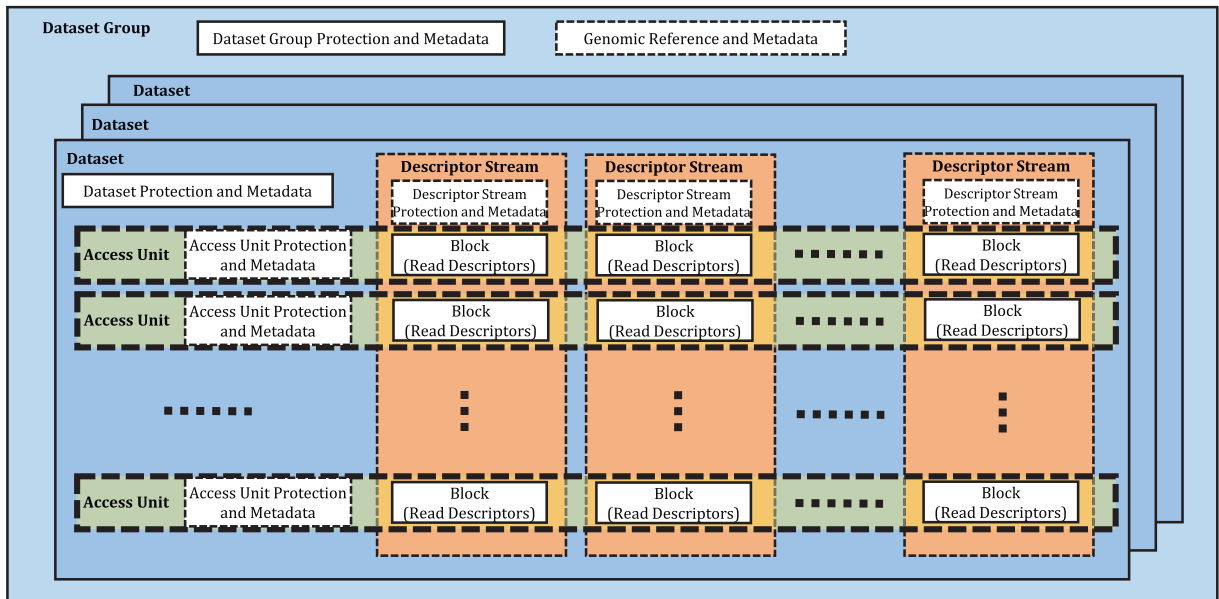 Dataset Group
Dataset Group Protection and Metadata
Genomic Reference and Metadata
Dataset
Dataset
Dataset
Dataset Protection and Metadata
Descriptor Stream
Descriptor Stream
Protection and Metadata
Descriptor Stream
Descriptor Stream
Protection and Metadata
Descriptor Stream
Descriptor Stream
Protection and Metadata
Access Unit
Access Unit Protection
and Metadata
Block
(Read Descriptors)
Block
(Read Descriptors)
Block
(Read Descriptors)
Access Unit
Access Unit Protection
and Metadata
Block
(Read Descriptors)
Block
(Read Descriptors)
Block
(Read Descriptors)
Access Unit
Access Unit Protection
and Metadata
Block
(Read Descriptors)
Block
(Read Descriptors)
Block
(Read Descriptors)